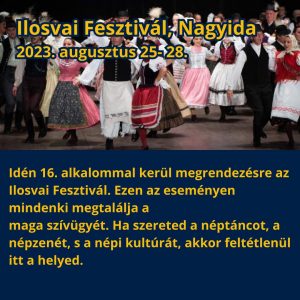 Ilosvai Fesztivál, Nagyida
2023. augusztus 25- 28.
Idén 16. alkalommal kerül megrendezésre az
Ilosvai Fesztivál. Ezen az eseményen
mindenki megtalálja a
maga szívügyét. Ha szereted a néptáncot, a
népzenét, s a népi kultúrát, akkor feltétlenül
itt a helyed.